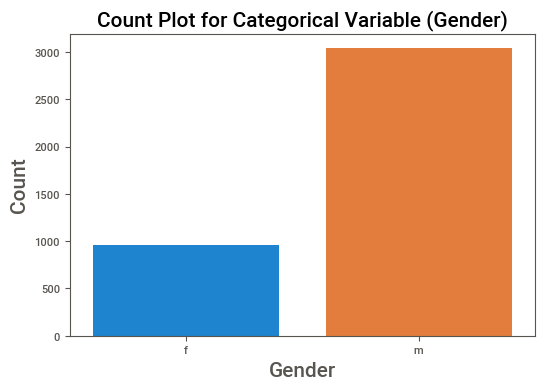 Count Plot for Categorical Variable (Gender)
3000
2500
2000
1500
1000
500
0
Count
f
m
Gender